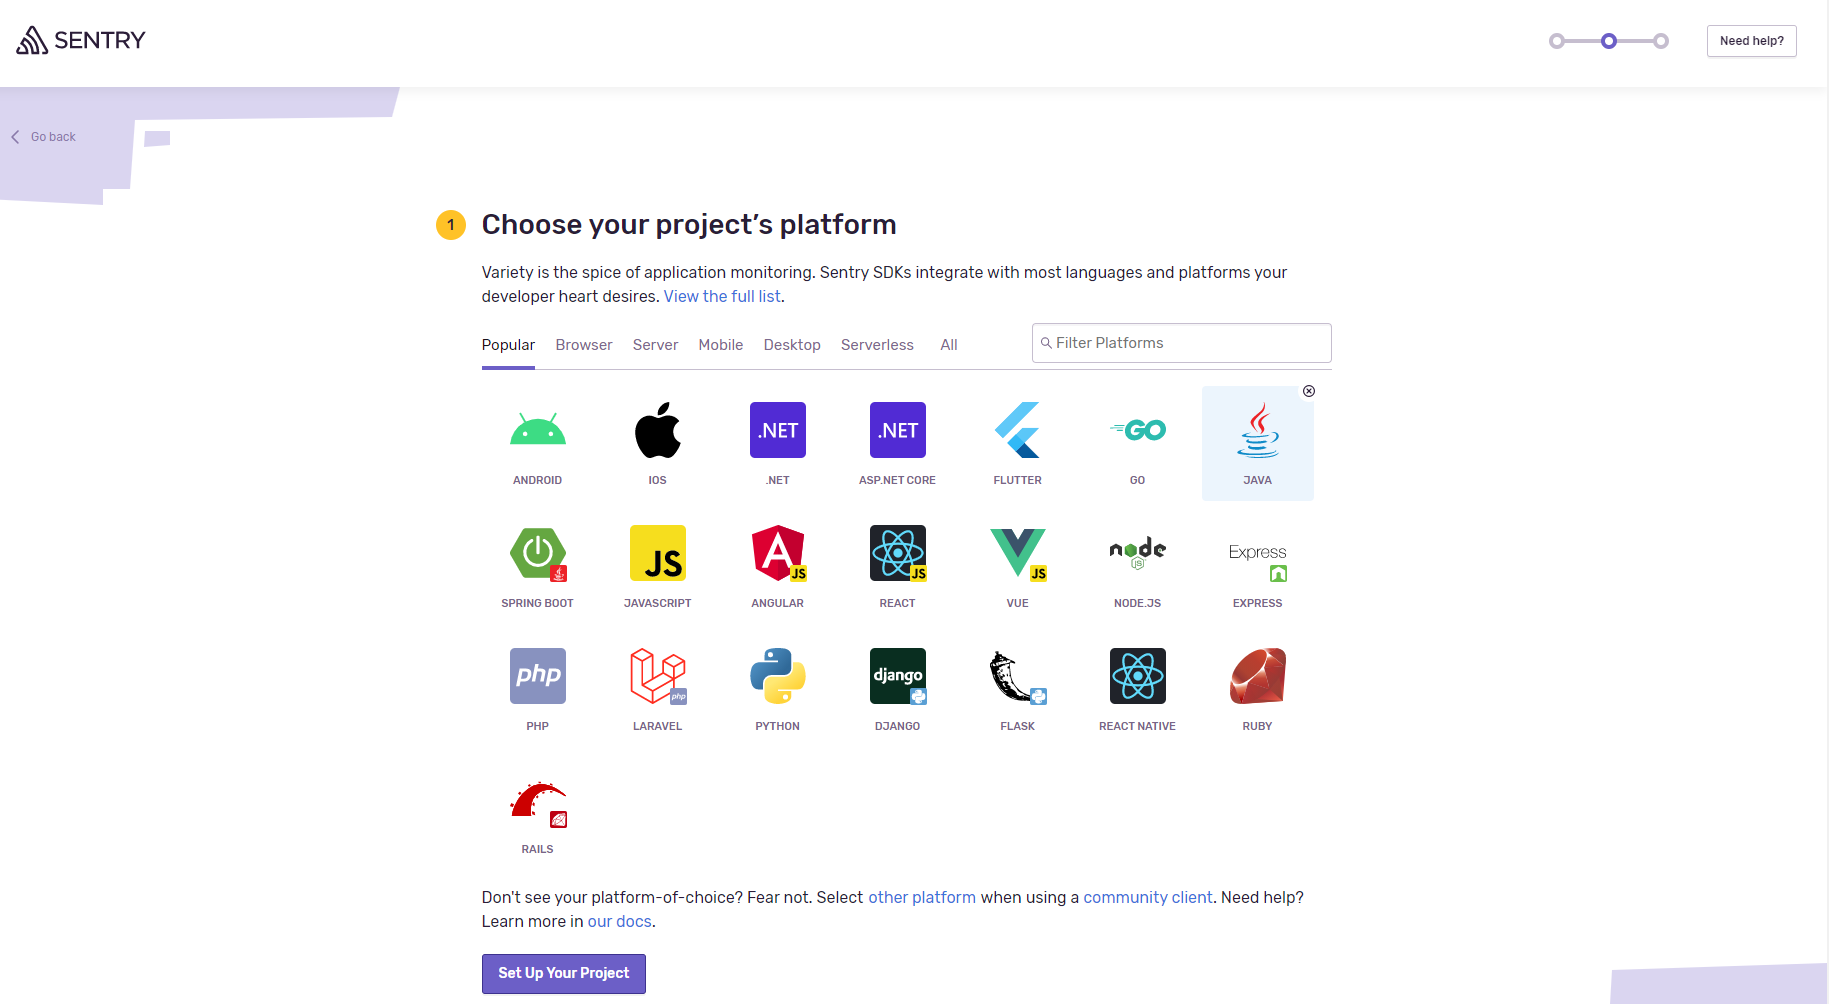 SENTRY
Need help?
Go back
1
Choose your project’s platform
Variety is the spice of application monitoring. Sentry SDKs integrate with most languages and platforms your
developer heart desires. View the full list.
Popular Browser Server Mobile Desktop Serverless All Filter Platforms
.NET .NET GO
ANDROID IOS .NET ASP.NET CORE FLUTTER GO JAVA
JS A JS JS JS node JS Express
SPRING BOOT JAVASCRIPT ANGULAR REACT VUE NODE.JS EXPRESS
php php django
PHP LARAVEL PYTHON DJANGO FLASK REACT NATIVE RUBY
RAILS
Don't see your platform-of-choice? Fear not. Select other platform when using a community client. Need help?
Learn more in our docs.
Set Up Your Project